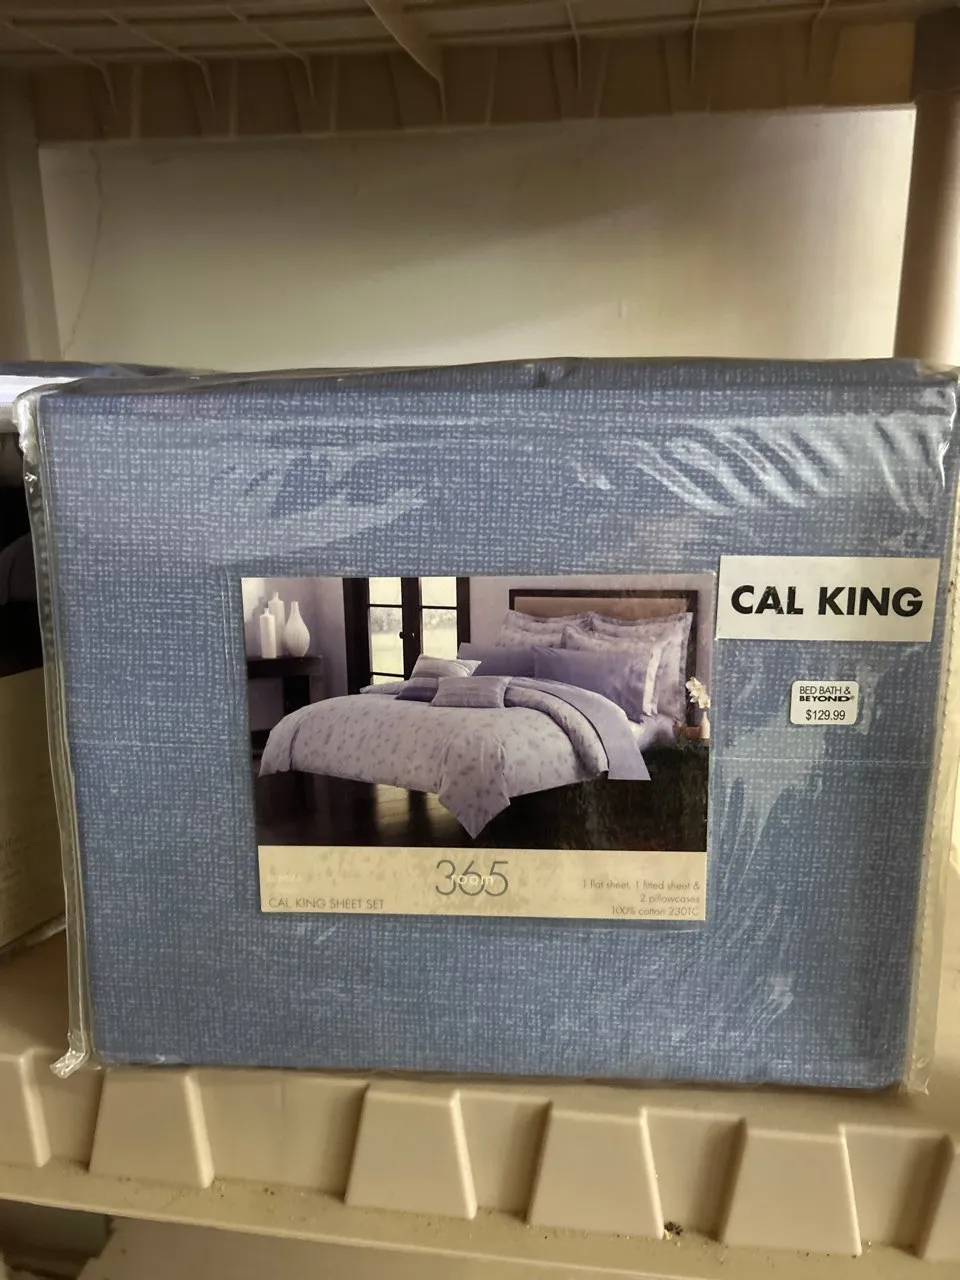 CAL KING
BED BATH &
BEYOND
$129.99
365
room
CAL KING SHEET SET
1 flat sheet, 1 fitted sheet &
2 pillowcases
100% cotton 230TC